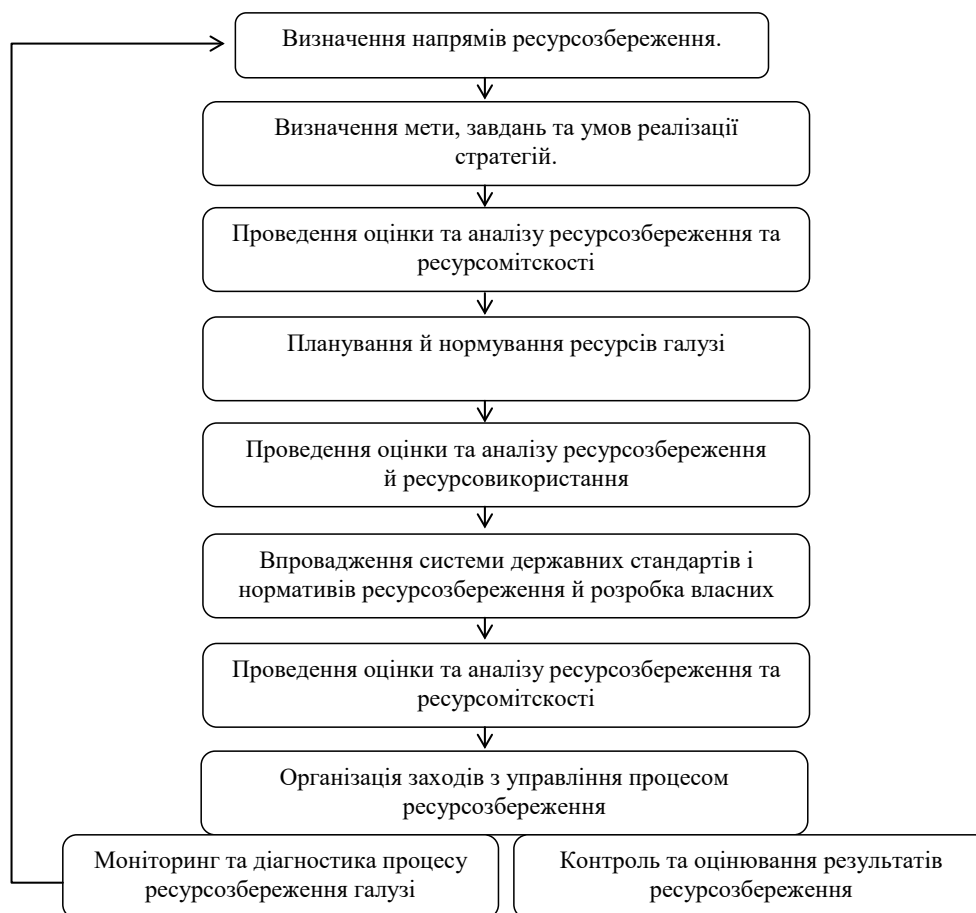 Визначення напрямів ресурсозбереження.
Визначення мети, завдань та умов реалізації
стратегій.
Проведення оцінки та аналізу ресурсозбереження та
ресурсомітскості
Планування й нормування ресурсів галузі
Проведення оцінки та аналізу ресурсозбереження
й ресурсовикористання
Впровадження системи державних стандартів і
нормативів ресурсозбереження й розробка власних
Проведення оцінки та аналізу ресурсозбереження та
ресурсомітскості
Організація заходів з управління процесом
ресурсозбереження
Моніторинг та діагностика процесу
ресурсозбереження галузі
Контроль та оцінювання результатів
ресурсозбереження